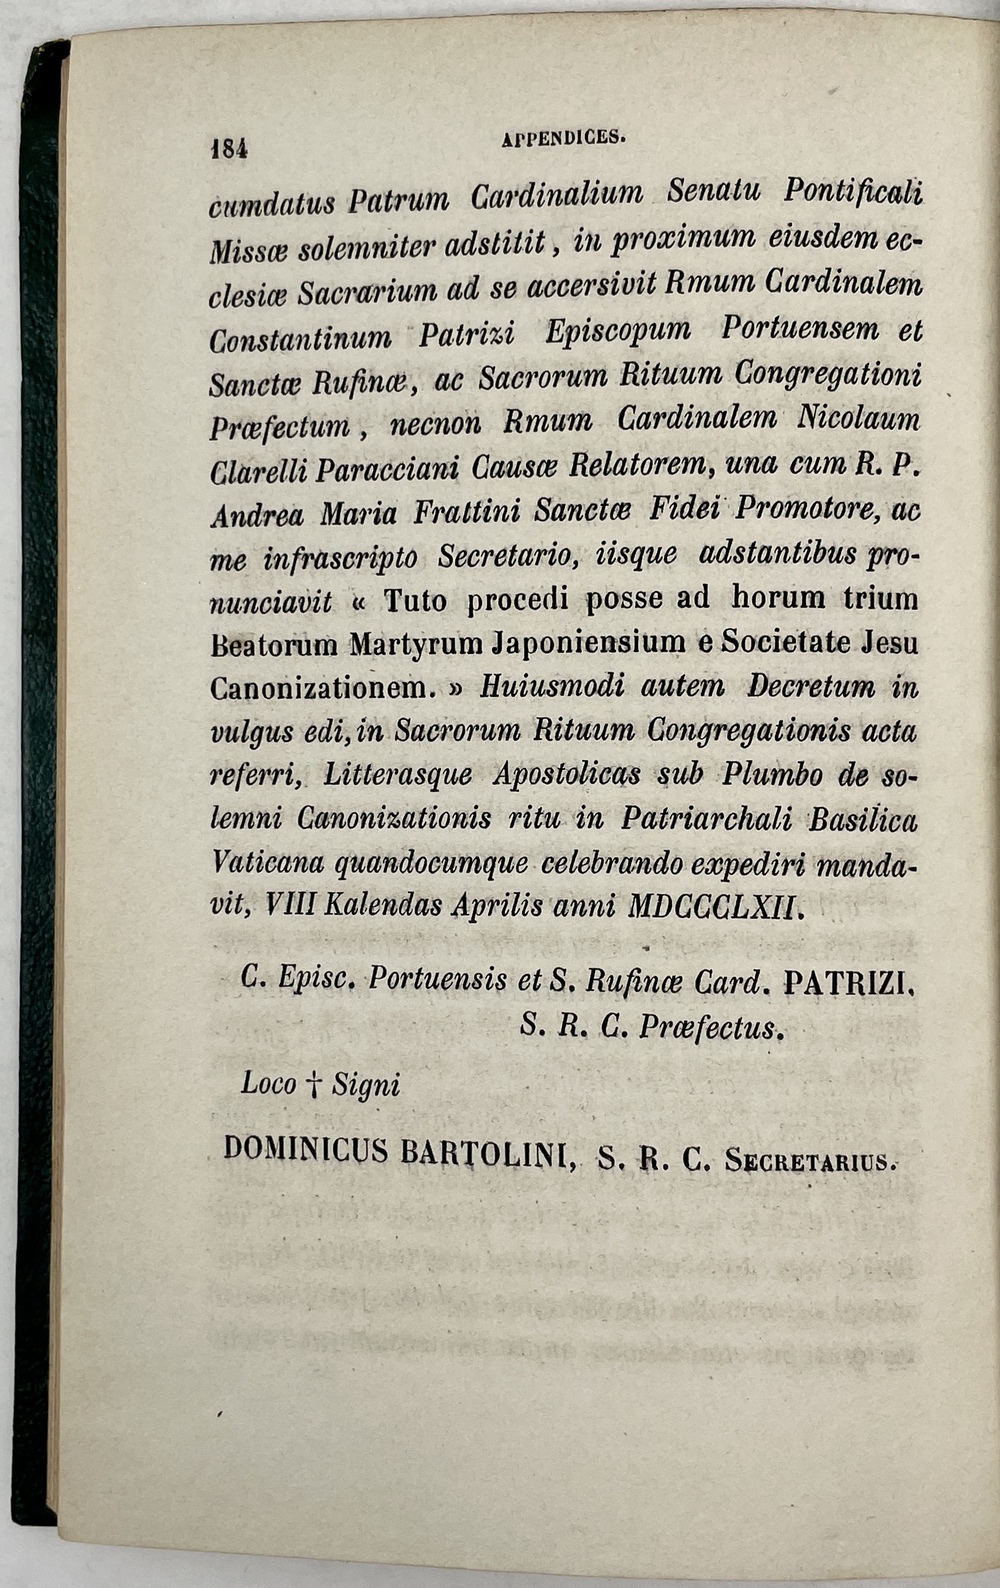 184
APPENDICES.
cumdatus Patrum Cardinalium Senatu Pontificali
Missæ solemniter adstitit, in proximum eiusdem ec-
clesiæ Sacrarium ad se accersivit Rmum Cardinalem
Constantinum Patrizi Episcopum Portuensem et
Sanctæ Rufinæ, ac Sacrorum Rituum Congregationi
Præfectum, necnon Rmum Cardinalem Nicolaum
Clarelli Paracciani Causæ Relatorem, una cum R. P.
Andrea Maria Frattini Sanctæ Fidei Promotore, ac
me infrascripto Secretario, iisque adstantibus pro-
nunciavit « Tuto procedi posse ad horum trium
Beatorum Martyrum Japoniensium e Societate Jesu
Canonizationem. » Huiusmodi autem Decretum in
vulgus edi, in Sacrorum Rituum Congregationis acta
referri, Litterasque Apostolicas sub Plumbo de so-
lemni Canonizationis ritu in Patriarchali Basilica
Vaticana quandocumque celebrando expediri manda-
vit, VIII Kalendas Aprilis anni MDCCCLXII.
C. Episc. Portuensis et S. Rufinæ Card. PATRIZI,
S. R. C. Præfectus.
Loco † Signi
DOMINICUS BARTOLINI, S. R. C. SECRETARIUS.